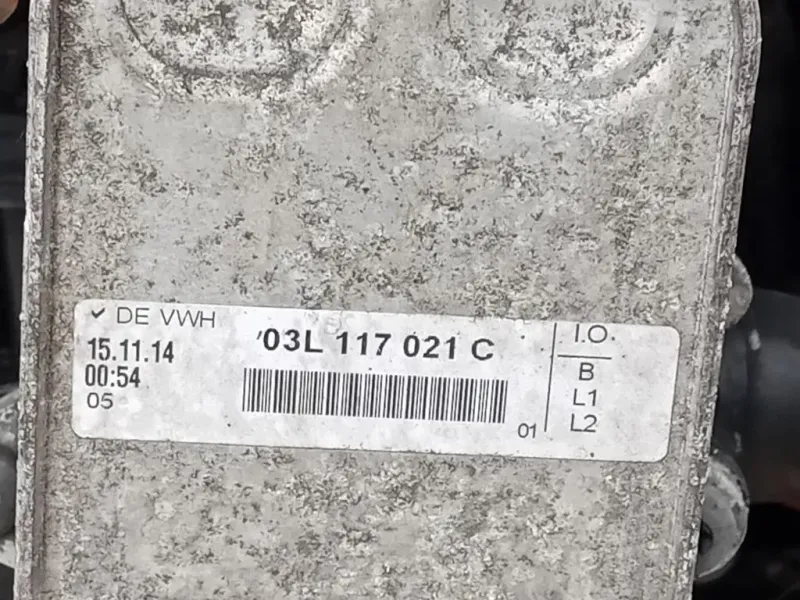 ✓ DE VWH
15.11.14
00:54
05
03L 117 021 C
01
I.O.
B
L1
L2